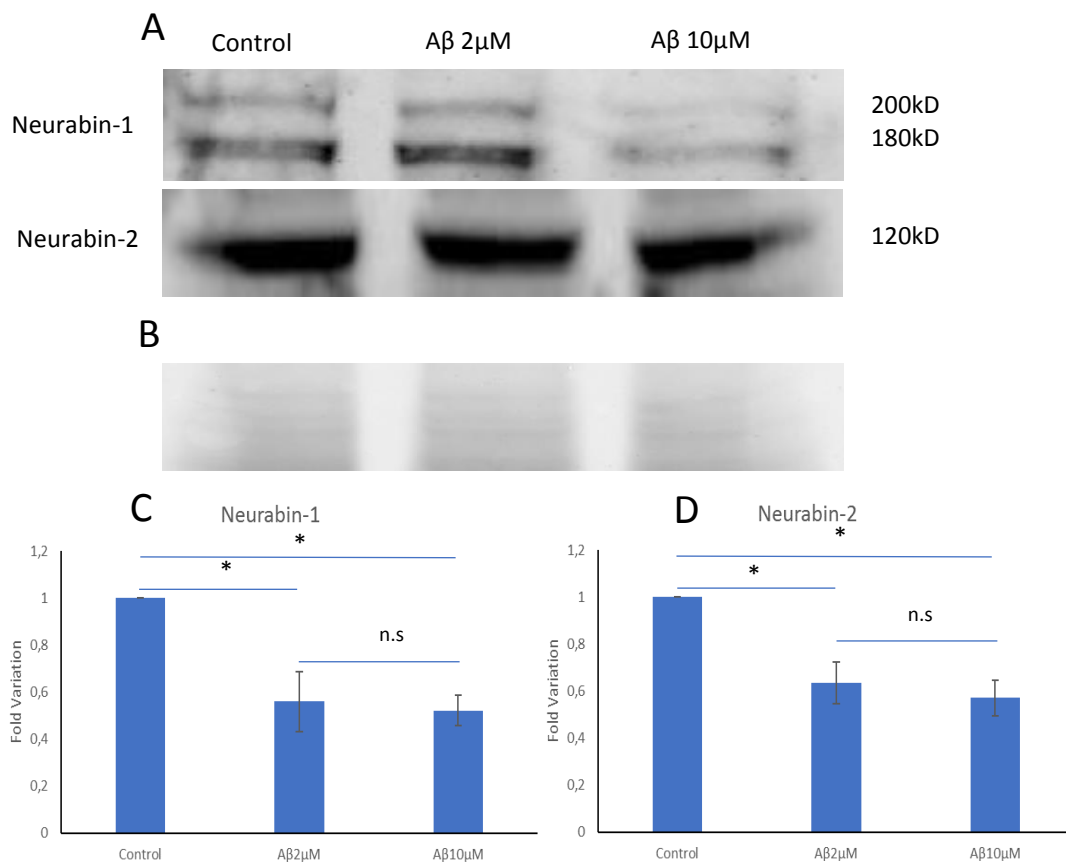 A
Control Aβ 2µM Aβ 10µM
Neurabin-1
200kD
180kD
Neurabin-2
120kD
B
C
Neurabin-1
*
*
n.s
Fold Variation
1,2
1
0,8
0,6
0,4
0,2
0
Control Aβ2µM Aβ10µM
D
Neurabin-2
*
*
n.s
Fold Variation
1,2
1
0,8
0,6
0,4
0,2
0
Control Aβ2µM Aβ10µM